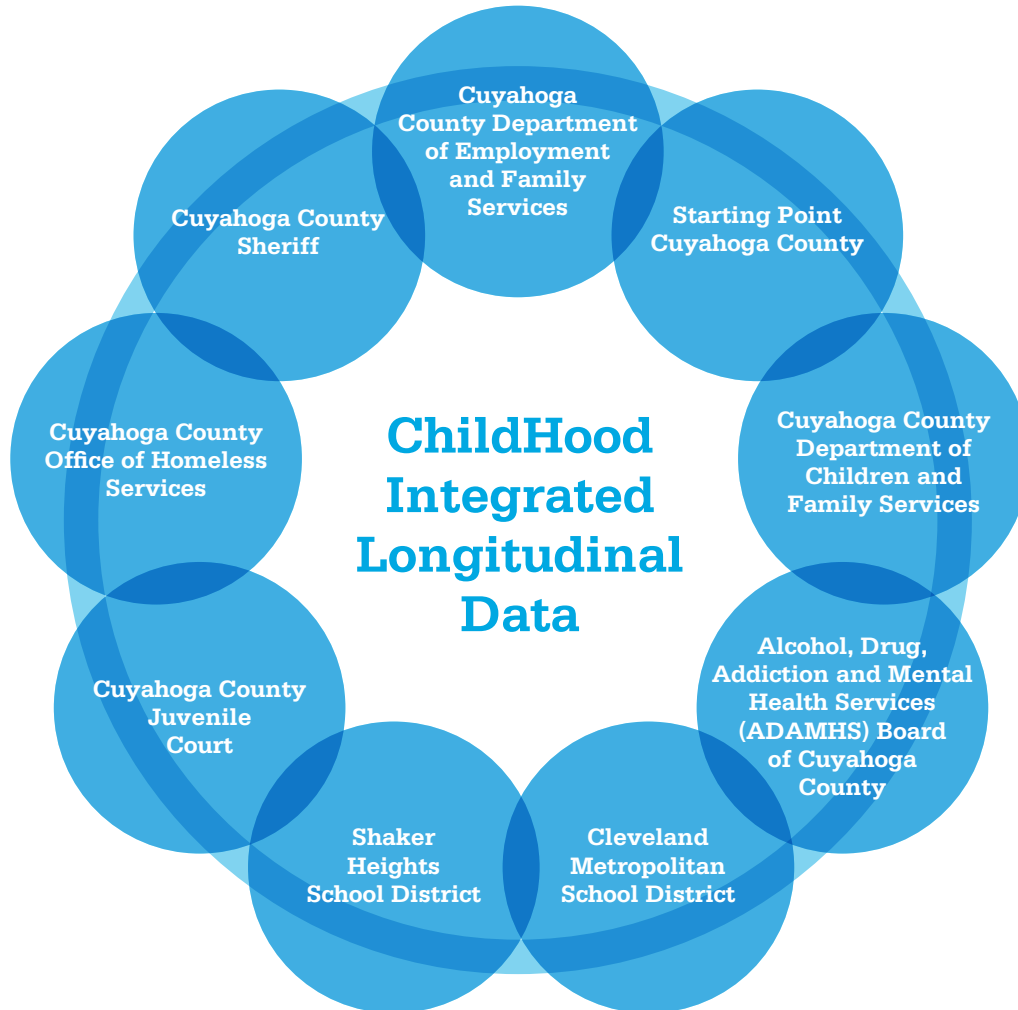 Cuyahoga
County Department
of Employment
and Family
Services
Starting Point
Cuyahoga County
Cuyahoga County
Department of
Children and
Family Services
Alcohol, Drug,
Addiction and Mental
Health Services
(ADAMHS) Board
of Cuyahoga
County
Cleveland
Metropolitan
School District
Shaker
Heights
School District
Cuyahoga County
Juvenile
Court
Cuyahoga County
Office of Homeless
Services
Cuyahoga County
Sheriff
ChildHood
Integrated
Longitudinal
Data